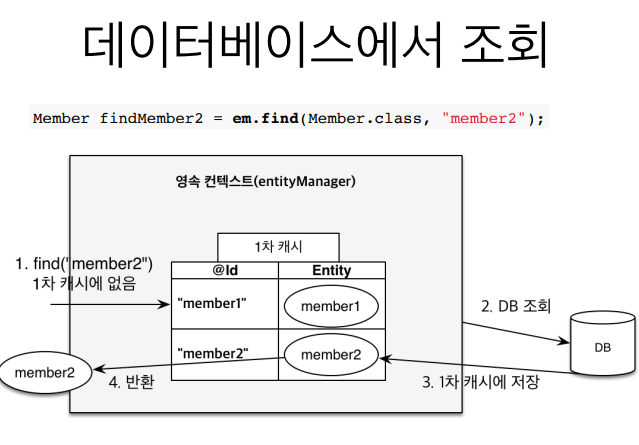 데이터베이스에서 조회
Member findMember2 = em.find(Member.class, "member2");
영속 컨텍스트(entityManager)
1차 캐시
@Id
Entity
1. find("member2")
1차 캐시에 없음
"member1"
member1
2. DB 조회
DB
"member2"
member2
member2
4. 반환
3. 1차 캐시에 저장